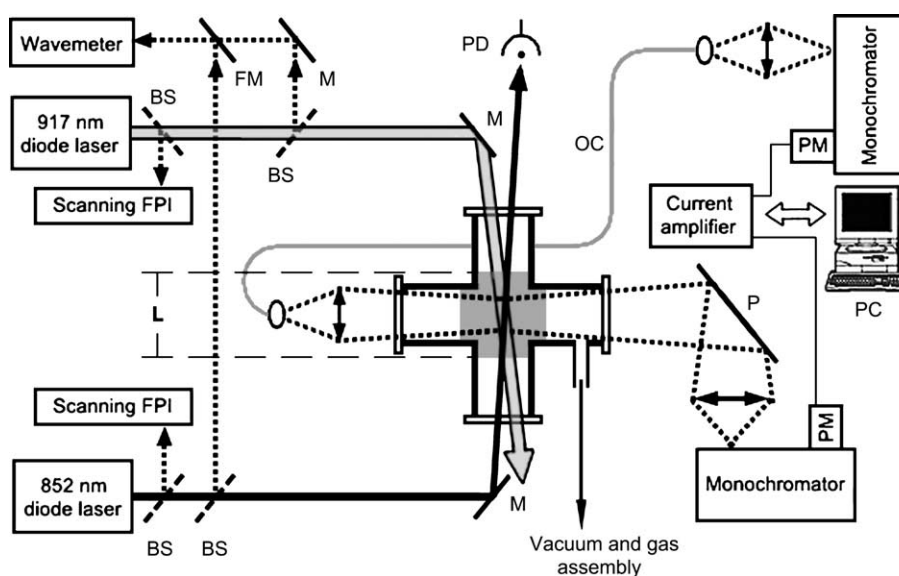 Wavemeter
FM
M
PD
BS
917 nm
diode laser
BS
M
Scanning FPI
OC
PM
Monochromator
Current
amplifier
PC
L
P
Scanning FPI
852 nm
diode laser
BS
BS
M
PM
Monochromator
Vacuum and gas
assembly